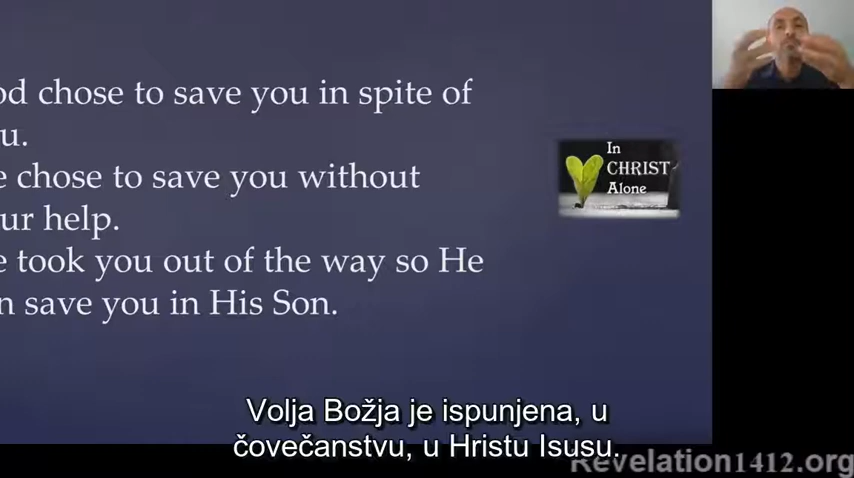 od chose to save you in spite of
u.
e chose to save you without
ur help.
e took you out of the way so He
n save you in His Son.
In
CHRIST
Alone
Volja Božja je ispunjena, u
čovečanstvu, u Hristu Isusu.
Revelation1412.org